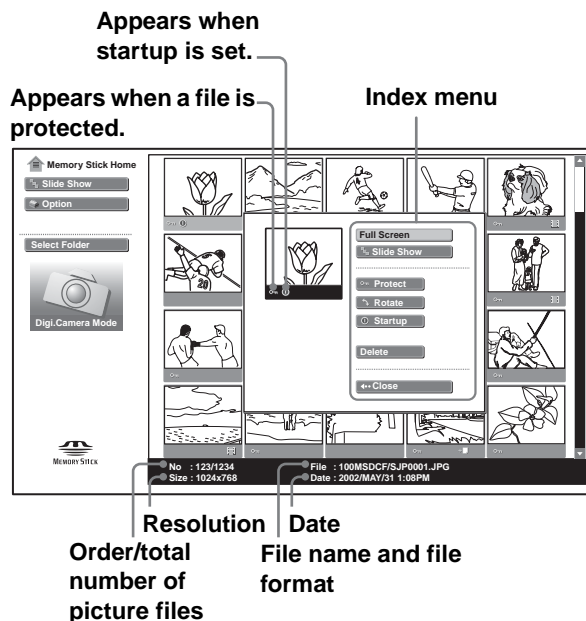 Appears when
startup is set.
Appears when a file is
protected.
Index menu
Memory Stick Home
Slide Show
Option
Select Folder
Digi.Camera Mode
MEMORY STICK
20
Full Screen
Slide Show
Protect
Rotate
Startup
Delete
Close
No : 123/1234
Size : 1024x768
File : 100MSDCF/SJP0001.JPG
Date : 2002/MAY/31 1:08PM
Resolution
Date
Order/total
number of
picture files
File name and file
format